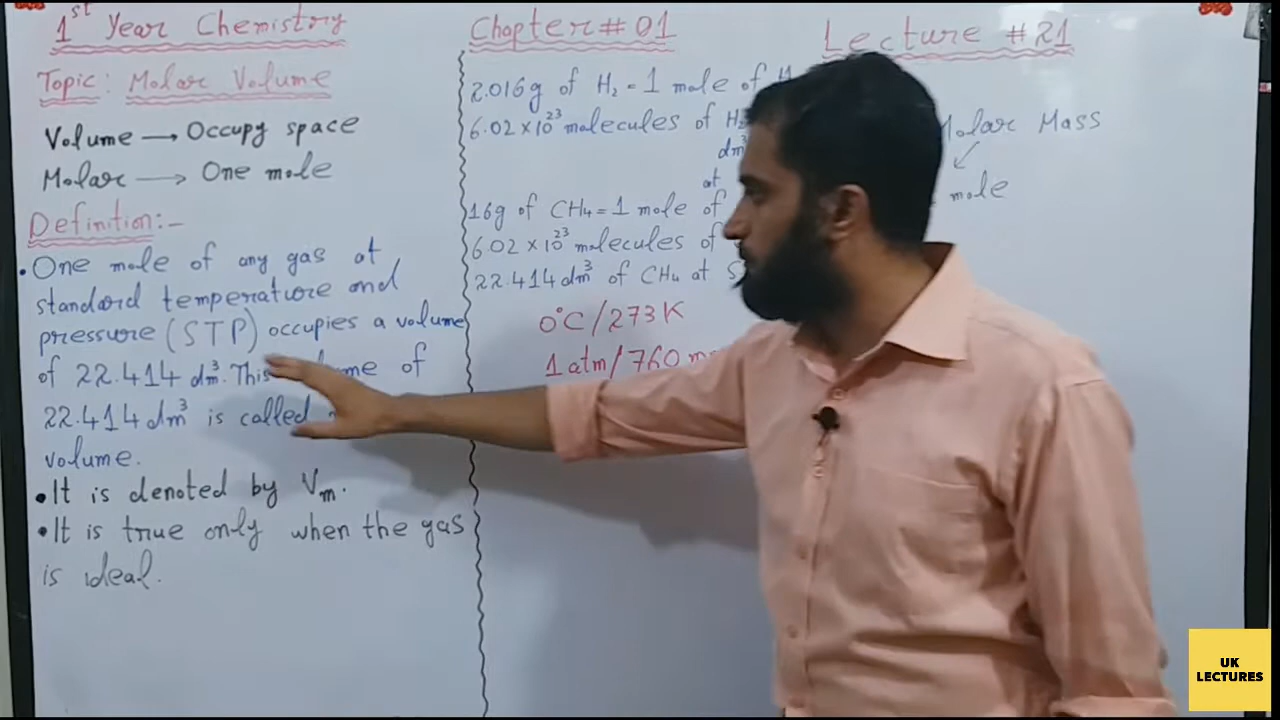 1st Year Chemistry
Chapter # 01
Lecture # 21
Topic: Molar Volume
Volume → Occupy space
Molar → One mole
Definition:-
• One mole of any gas at
standard temperature and
pressure (STP) occupies a volume
of 22.414 dm³. This
me of
22.414 dm³ is called
volume.
• It is denoted by Vm.
• It is true only when the gas
is ideal.
2.016g of H₂ = 1 mole of H
6.02 × 10²³ molecules of H
dm³
at
16g of CH₄ = 1 mole of
6.02 × 10²³ molecules of
22.414 dm³ of CH₄ at S
0°C / 273 K
1 atm / 760 m
Molar Mass
mole
UK
LECTURES